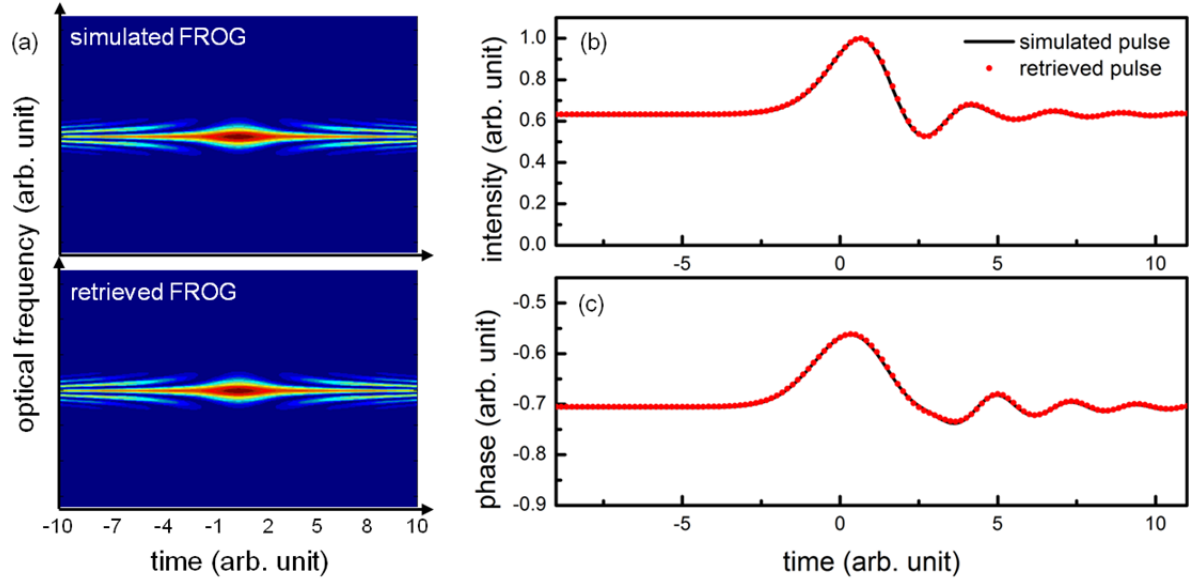 (a)
simulated FROG
retrieved FROG
optical frequency (arb. unit)
-10 -7 -4 -1 2 5 8 10
time (arb. unit)
(b)
simulated pulse
retrieved pulse
intensity (arb. unit)
1.0
0.8
0.6
0.4
0.2
0.0
-5 0 5 10
(c)
phase (arb. unit)
-0.5
-0.6
-0.7
-0.8
-0.9
-5 0 5 10
time (arb. unit)